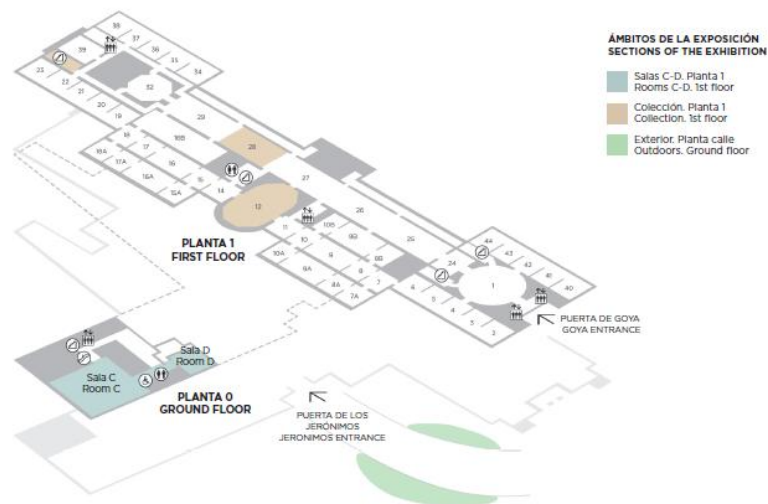 ÁMBITOS DE LA EXPOSICIÓN
SECTIONS OF THE EXHIBITION
Salas C-D. Planta 1
Rooms C-D. 1st floor
Colección. Planta 1
Collection. 1st floor
Exterior. Planta calle
Outdoors. Ground floor
38
39
37
36
35
34
23
22
21
20
19
32
29
18
17
16B
28
18A
17A
16
16A
15
15A
14
27
12
26
11
10B
10
9B
25
10A
9
8B
9A
8
8A
7
7A
24
44
43
42
41
40
1
6
5
4
3
2
PLANTA 1
FIRST FLOOR
PUERTA DE GOYA
GOYA ENTRANCE
Sala D
Room D
Sala C
Room C
PLANTA 0
GROUND FLOOR
PUERTA DE LOS
JERÓNIMOS
JERONIMOS ENTRANCE